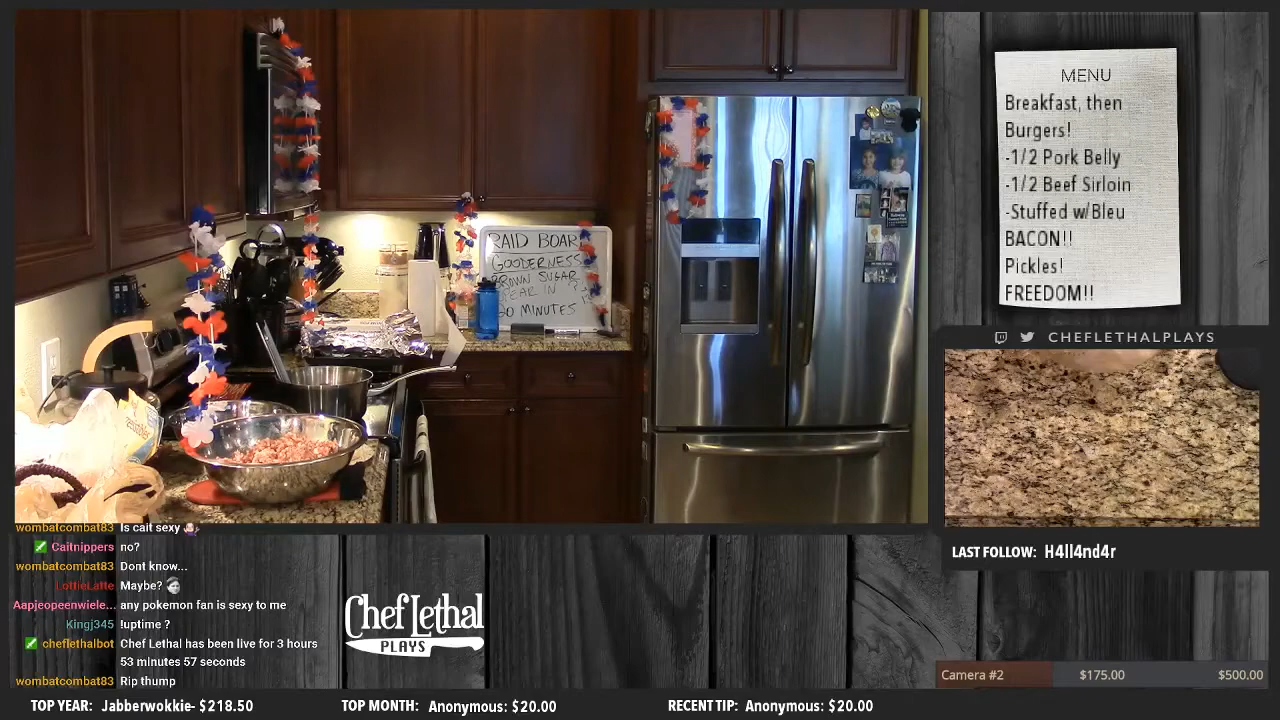 MENU
Breakfast, then
Burgers!
-1/2 Pork Belly
-1/2 Beef Sirloin
-Stuffed w/Bleu
BACON!!
Pickles!
FREEDOM!!
RAID BOAR
GOODERNESS
BROWN SUGAR
30 MINUTES
CHEFLETHALPLAYS
wombatcombat83 Is cait sexy
Caitnippers no?
wombatcombat83 Dont know...
LottieLatte Maybe?
Aapjeopeenwiele... any pokemon fan is sexy to me
Kingj345 !uptime ?
cheflethalbot Chef Lethal has been live for 3 hours
53 minutes 57 seconds
wombatcombat83 Rip thump
Chef Lethal
PLAYS
LAST FOLLOW: H4ll4nd4r
Camera #2 $175.00 $500.00
TOP YEAR: Jabberwokkie- $218.50
TOP MONTH: Anonymous: $20.00
RECENT TIP: Anonymous: $20.00